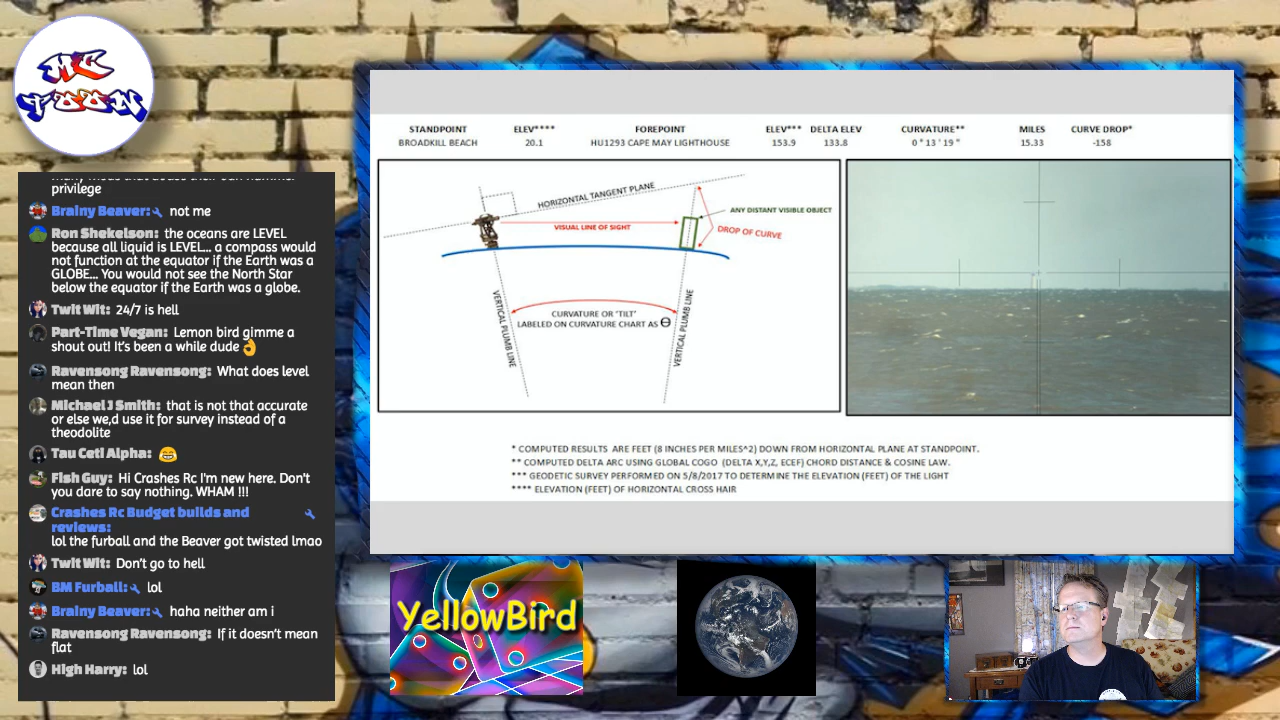 MC
TOON
many mods that abuse their ban hammer
privilege
Brainy Beaver: not me
Ron Shekelson: the oceans are LEVEL
because all liquid is LEVEL... a compass would
not function at the equator if the Earth was a
GLOBE... You would not see the North Star
below the equator if the Earth was a globe.
Twit Wit: 24/7 is hell
Part-Time Vegan: Lemon bird gimme a
shout out! It's been a while dude 👌
Ravensong Ravensong: What does level
mean then
Michael J Smith: that is not that accurate
or else we,d use it for survey instead of a
theodolite
Tau Ceti Alpha: 😁
Fish Guy: Hi Crashes Rc I'm new here. Don't
you dare to say nothing. WHAM !!!
Crashes Rc Budget builds and
reviews:
lol the furball and the Beaver got twisted lmao
Twit Wit: Don't go to hell
BM Furball: lol
Brainy Beaver: haha neither am i
Ravensong Ravensong: If it doesn't mean
flat
High Harry: lol
STANDPOINT ELEV**** FOREPOINT ELEV*** DELTA ELEV CURVATURE** MILES CURVE DROP*
BROADKILL BEACH 20.1 HU1293 CAPE MAY LIGHTHOUSE 153.9 133.8 0 ° 13 ' 19 " 15.33 -158
HORIZONTAL TANGENT PLANE
ANY DISTANT VISIBLE OBJECT
VISUAL LINE OF SIGHT
DROP OF CURVE
VERTICAL PLUMB LINE
CURVATURE OR 'TILT'
LABELED ON CURVATURE CHART AS Ө
VERTICAL PLUMB LINE
* COMPUTED RESULTS ARE FEET (8 INCHES PER MILES^2) DOWN FROM HORIZONTAL PLANE AT STANDPOINT.
** COMPUTED DELTA ARC USING GLOBAL COGO (DELTA X,Y,Z, ECEF) CHORD DISTANCE & COSINE LAW.
*** GEODETIC SURVEY PERFORMED ON 5/8/2017 TO DETERMINE THE ELEVATION (FEET) OF THE LIGHT
**** ELEVATION (FEET) OF HORIZONTAL CROSS HAIR
YellowBird